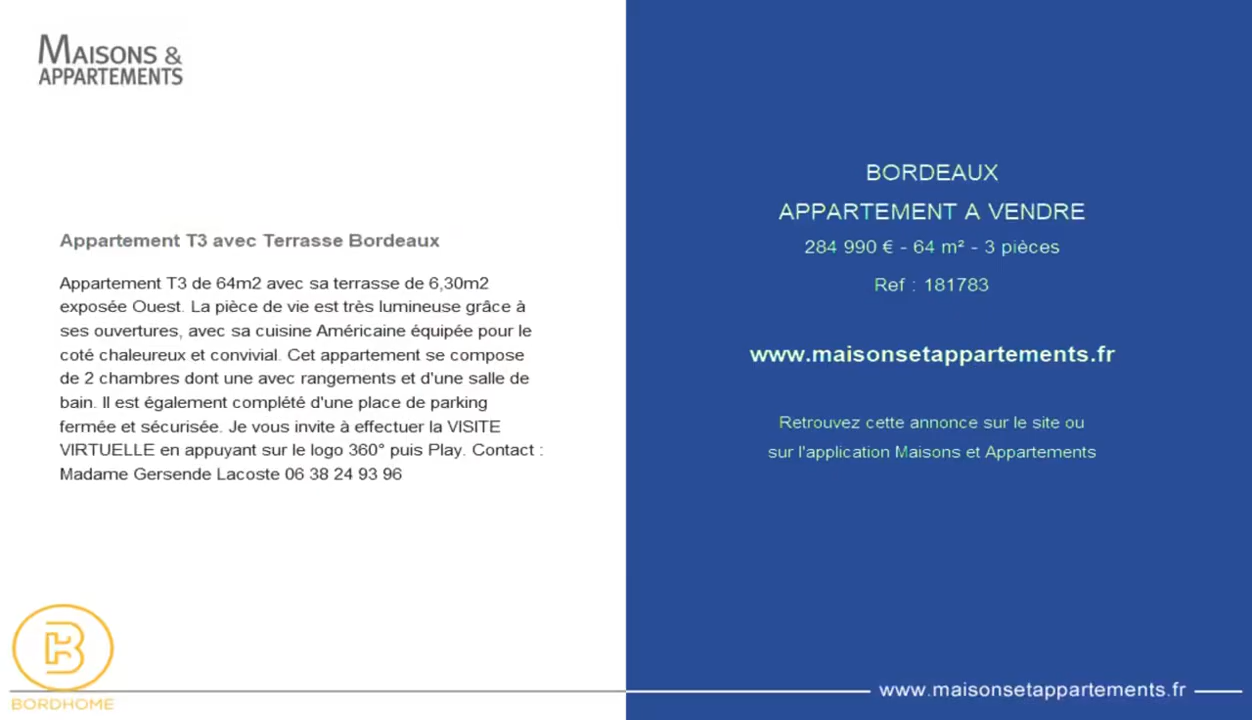 MAISONS &
APPARTEMENTS
Appartement T3 avec Terrasse Bordeaux
Appartement T3 de 64m2 avec sa terrasse de 6,30m2
exposée Ouest. La pièce de vie est très lumineuse grâce à
ses ouvertures, avec sa cuisine Américaine équipée pour le
coté chaleureux et convivial. Cet appartement se compose
de 2 chambres dont une avec rangements et d'une salle de
bain. Il est également complété d'une place de parking
fermée et sécurisée. Je vous invite à effectuer la VISITE
VIRTUELLE en appuyant sur le logo 360° puis Play. Contact :
Madame Gersende Lacoste 06 38 24 93 96
BORDHOME
BORDEAUX
APPARTEMENT A VENDRE
284 990 € - 64 m² - 3 pièces
Ref : 181783
www.maisonsetappartements.fr
Retrouvez cette annonce sur le site ou
sur l'application Maisons et Appartements
www.maisonsetappartements.fr